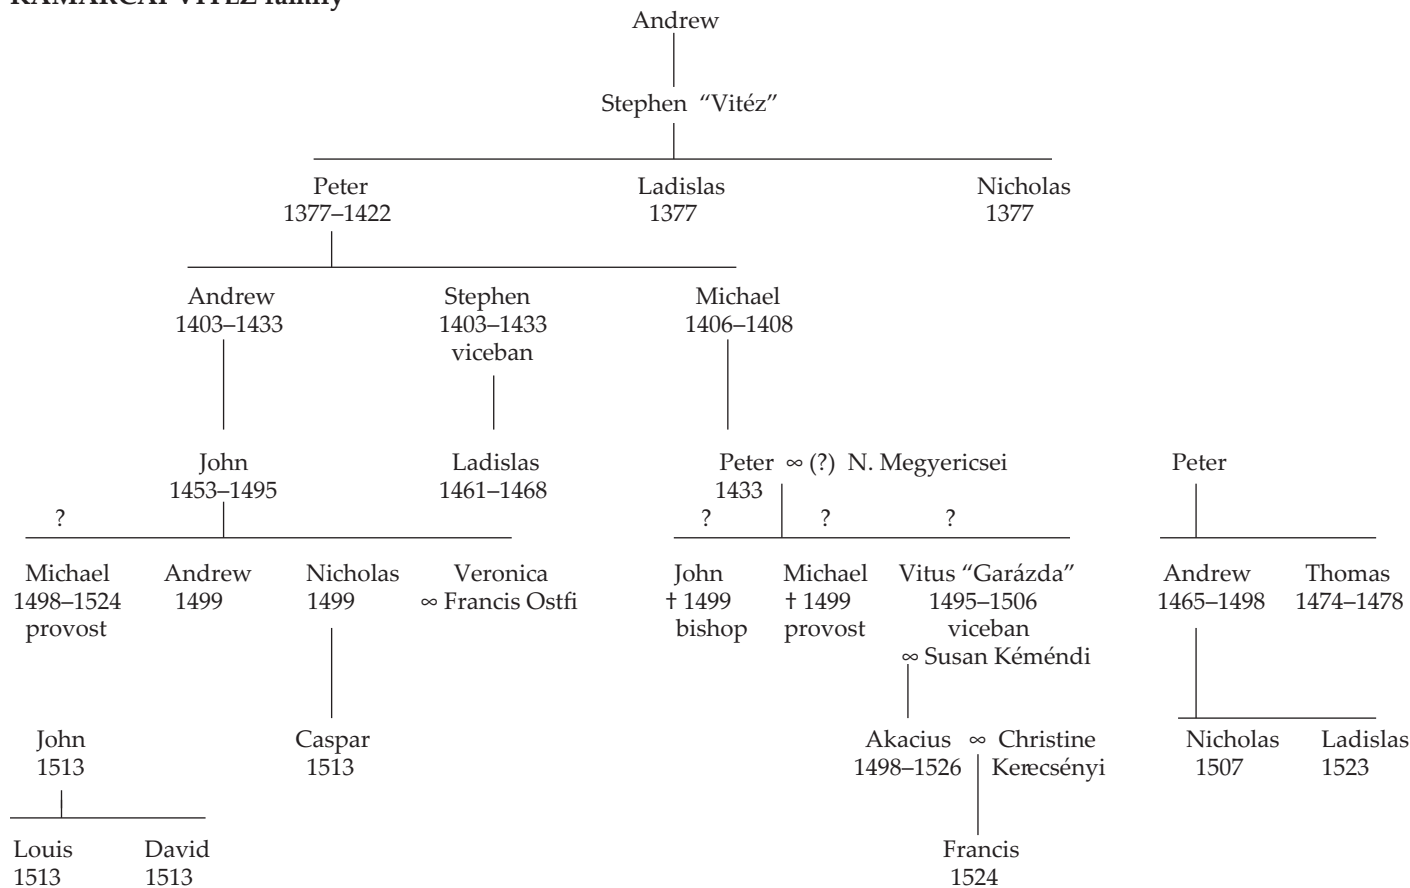 KAMARCAI VITÉZ family
Andrew
Stephen “Vitéz”
Peter Ladislas Nicholas
1377–1422 1377 1377
Andrew Stephen Michael
1403–1433 1403–1433 1406–1408
viceban
John Ladislas Peter ∞ (?) N. Megyericsei Peter
1453–1495 1461–1468 1433
? ? ? ?
Michael Andrew Nicholas Veronica John Michael Vitus “Garázda” Andrew Thomas
1498–1524 1499 1499 ∞ Francis Ostfi † 1499 † 1499 1495–1506 1465–1498 1474–1478
provost bishop provost viceban
∞ Susan Kéméndi
John Caspar Akacius ∞ Christine Nicholas Ladislas
1513 1513 1498–1526 Kerecsényi 1507 1523
Louis David Francis
1513 1513 1524